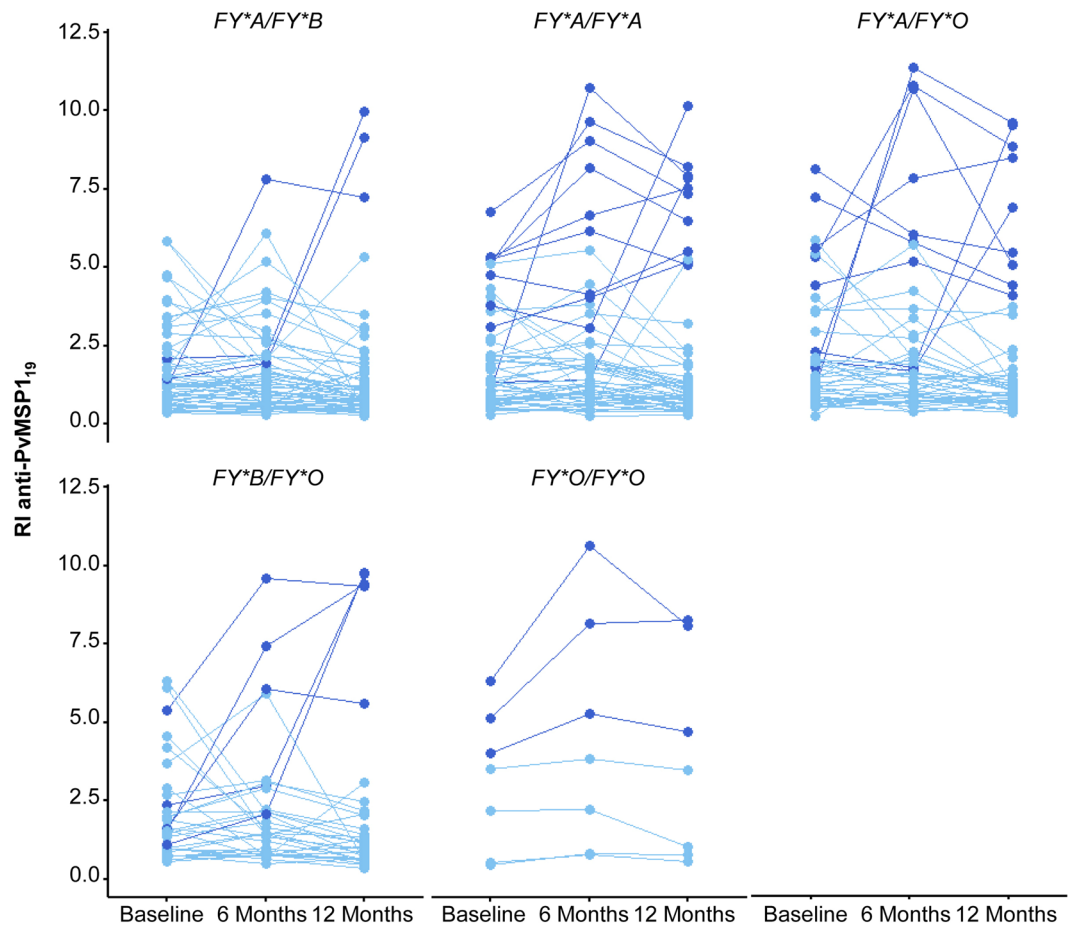 FY*A/FY*B
FY*A/FY*A
FY*A/FY*O
12.5
10.0
7.5
5.0
2.5
0.0
RI anti-PvMSP1₁₉
FY*B/FY*O
FY*O/FY*O
12.5
10.0
7.5
5.0
2.5
0.0
Baseline 6 Months 12 Months
Baseline 6 Months 12 Months
Baseline 6 Months 12 Months